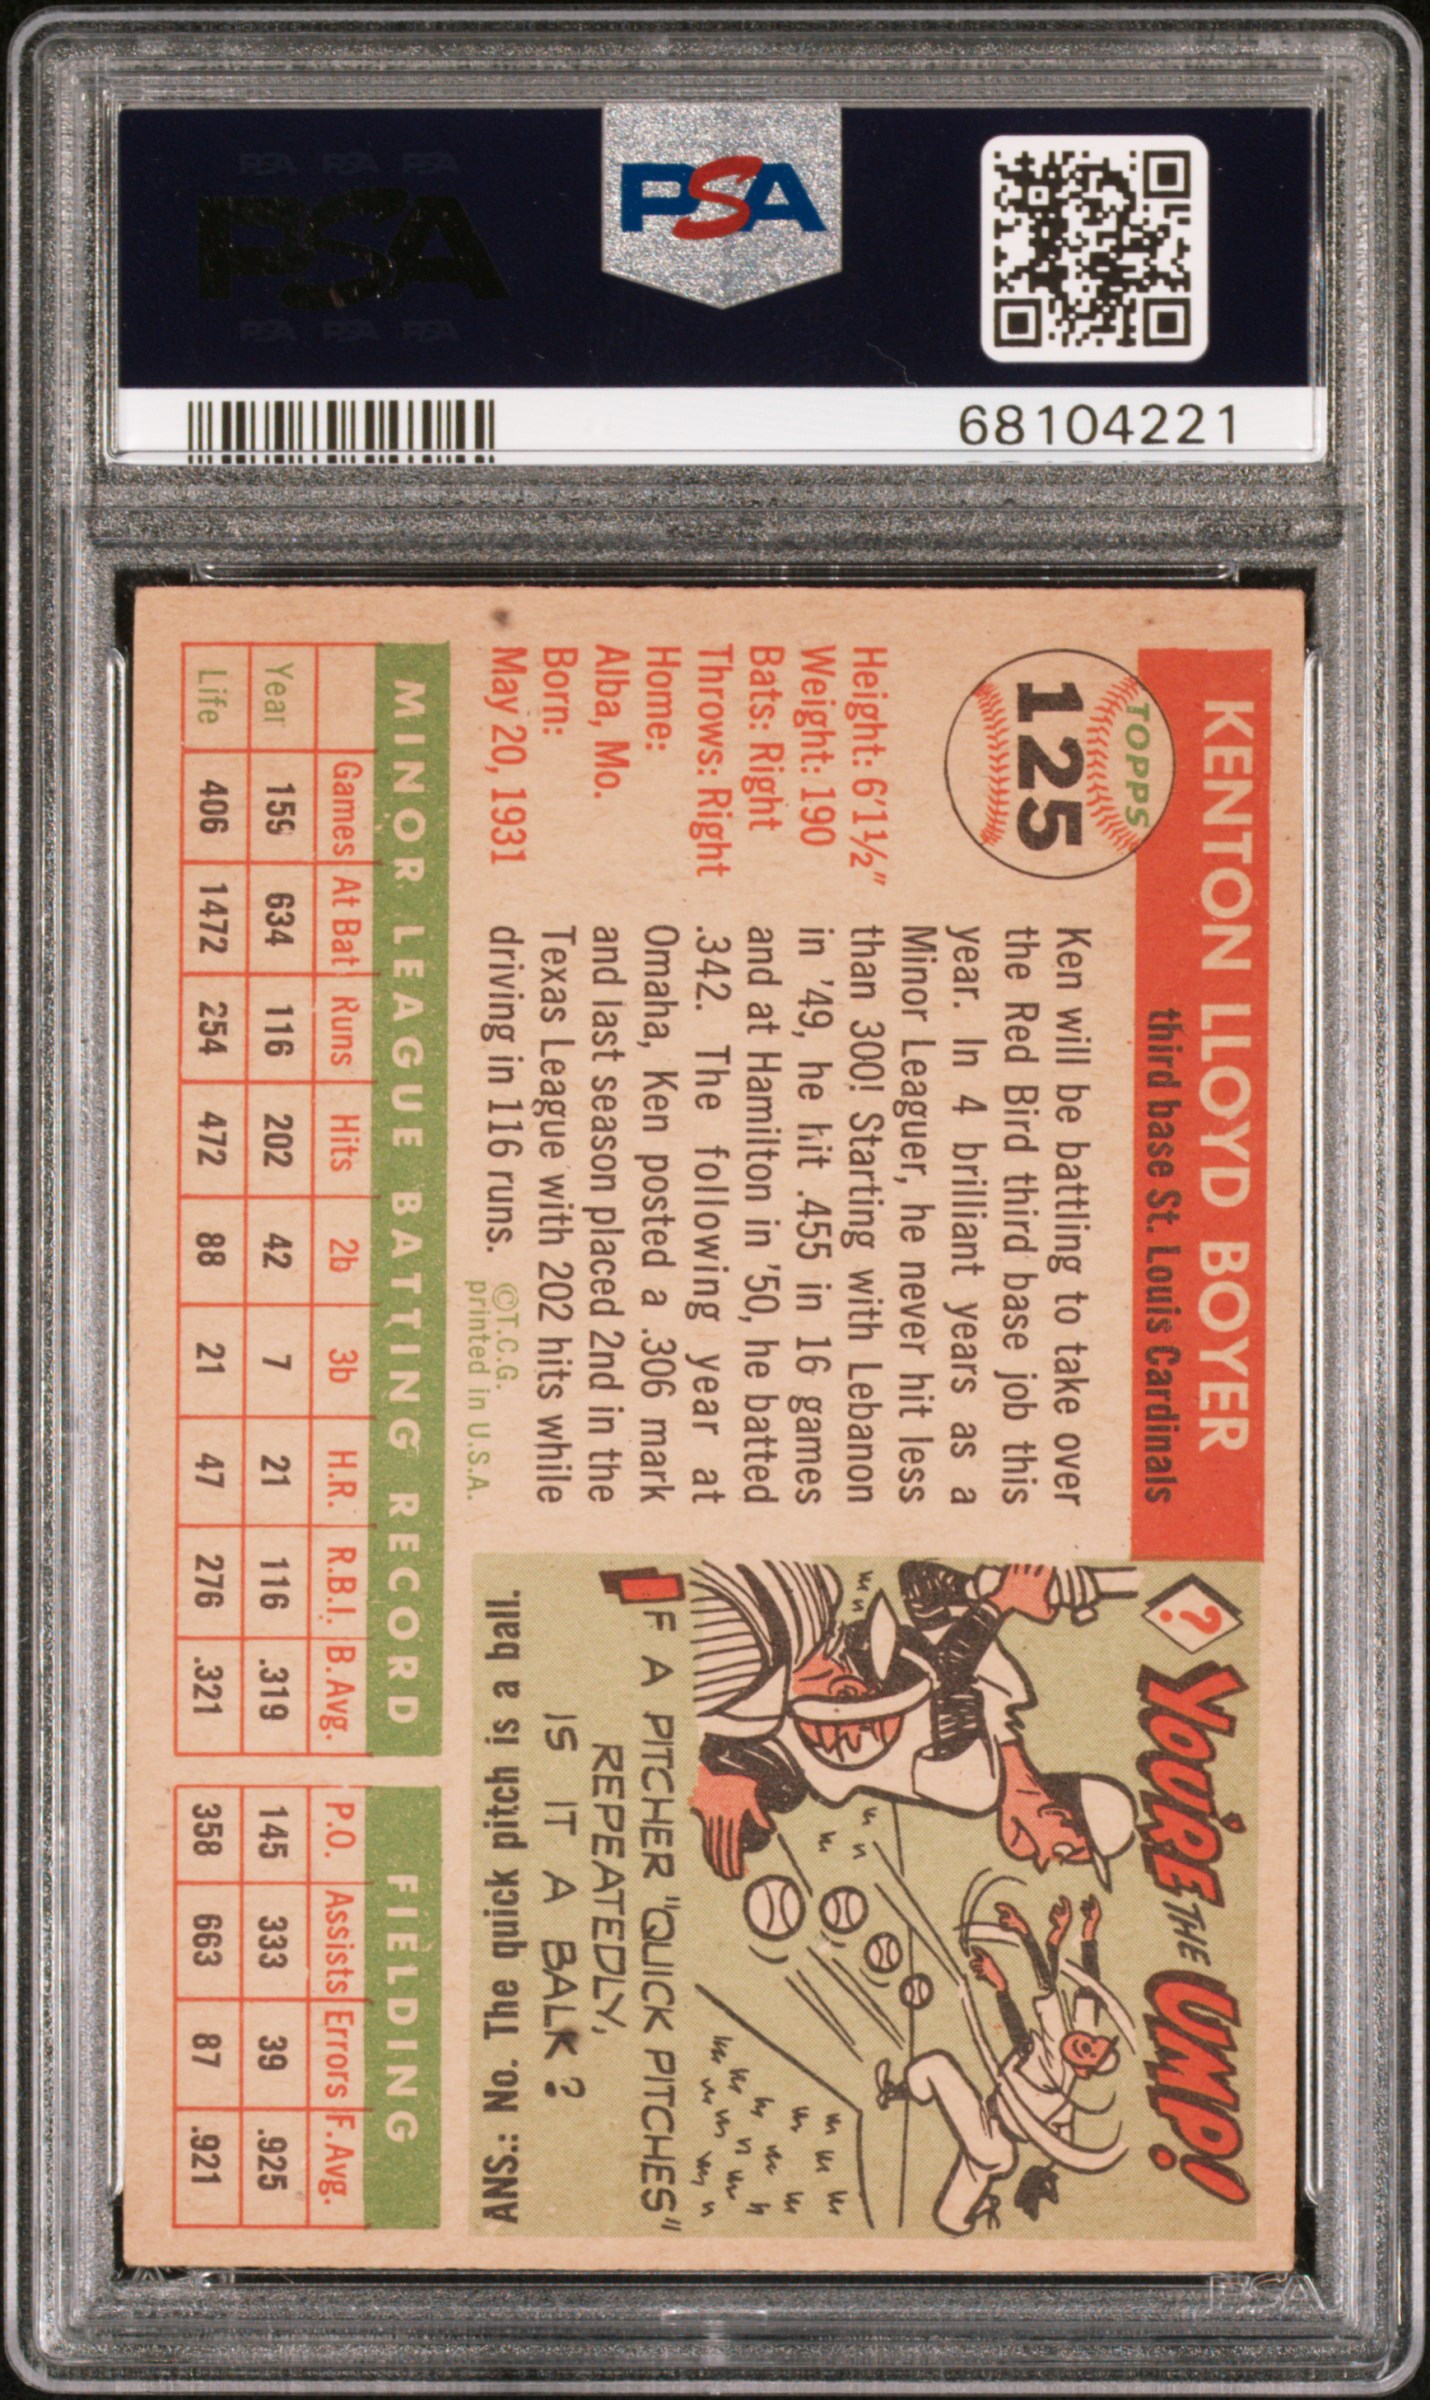 PSA PSA PSA
PSA
PSA PSA PSA
PSA
68104221
KENTON LLOYD BOYER
third base St. Louis Cardinals
TOPPS
125
Height: 6'1½"
Weight: 190
Bats: Right
Throws: Right
Home:
Alba, Mo.
Born:
May 20, 1931
Ken will be battling to take over
the Red Bird third base job this
year. In 4 brilliant years as a
Minor Leaguer, he never hit less
than 300! Starting with Lebanon
in '49, he hit .455 in 16 games
and at Hamilton in '50, he batted
.342. The following year at
Omaha, Ken posted a .306 mark
and last season placed 2nd in the
Texas League with 202 hits while
driving in 116 runs.
©T.C.G.
printed in U.S.A.
? YOU'RE THE UMP!
IF A PITCHER "QUICK PITCHES"
REPEATEDLY,
IS IT A BALK?
ANS.: No. The quick pitch is a ball.
MINOR LEAGUE BATTING RECORD FIELDING
Games At Bat Runs Hits 2b 3b H.R. R.B.I. B. Avg. P.O. Assists Errors F. Avg.
Year 159 634 116 202 42 7 21 116 .319 145 333 39 .925
Life 406 1472 254 472 88 21 47 276 .321 358 663 87 .921
PSA